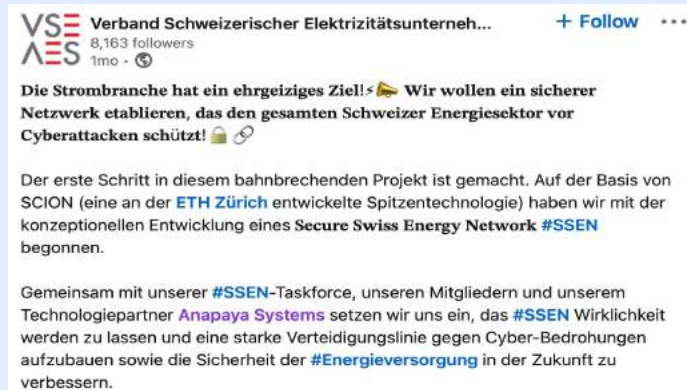 VSE
AES
Verband Schweizerischer Elektrizitätsunterneh...
+ Follow ...
8,163 followers
1mo •
Die Strombranche hat ein ehrgeiziges Ziel!⚡📣 Wir wollen ein sicherer
Netzwerk etablieren, das den gesamten Schweizer Energiesektor vor
Cyberattacken schützt! 🔒 🔗
Der erste Schritt in diesem bahnbrechenden Projekt ist gemacht. Auf der Basis von
SCION (eine an der ETH Zürich entwickelte Spitzentechnologie) haben wir mit der
konzeptionellen Entwicklung eines Secure Swiss Energy Network #SSEN
begonnen.
Gemeinsam mit unserer #SSEN-Taskforce, unseren Mitgliedern und unserem
Technologiepartner Anapaya Systems setzen wir uns ein, das #SSEN Wirklichkeit
werden zu lassen und eine starke Verteidigungslinie gegen Cyber-Bedrohungen
aufzubauen sowie die Sicherheit der #Energieversorgung in der Zukunft zu
verbessern.